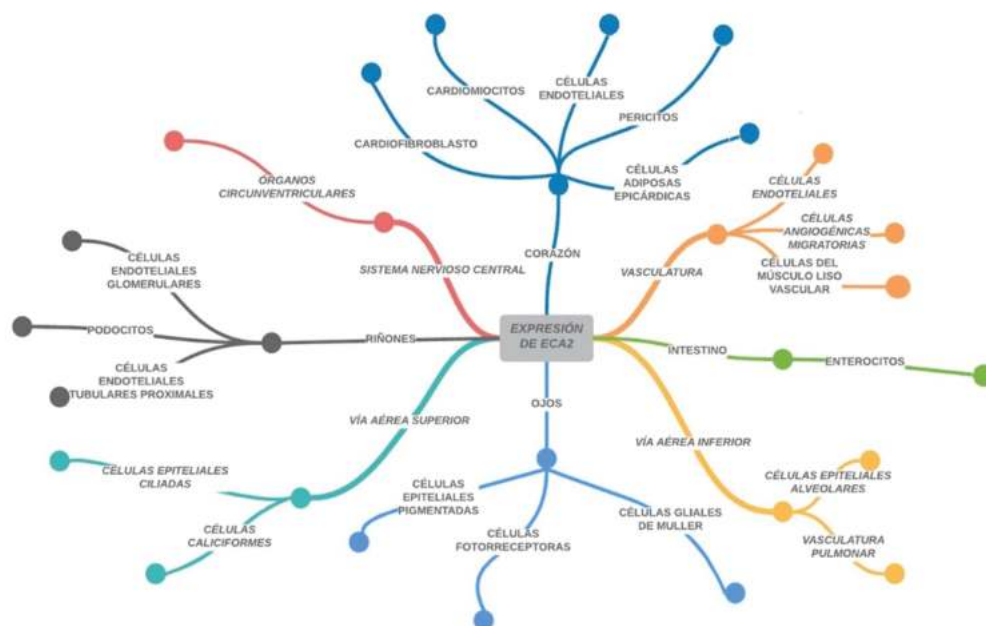 CARDIOMIOCITOS
CÉLULAS
ENDOTELIALES
PERICITOS
CARDIOFIBROBLASTO
CÉLULAS
ADIPOSAS
EPICÁRDICAS
CORAZÓN
ÓRGANOS
CIRCUNVENTRICULARES
SISTEMA NERVIOSO CENTRAL
CÉLULAS
ENDOTELIALES
CÉLULAS
ANGIOGÉNICAS
MIGRATORIAS
CÉLULAS DEL
MÚSCULO LISO
VASCULAR
VASCULATURA
CÉLULAS
ENDOTELIALES
GLOMERULARES
PODOCITOS
CÉLULAS
ENDOTELIALES
TUBULARES PROXIMALES
RIÑONES
EXPRESIÓN
DE ECA2
INTESTINO
ENTEROCITOS
VÍA AÉREA SUPERIOR
CÉLULAS EPITELIALES
CILIADAS
CÉLULAS
CALICIFORMES
OJOS
CÉLULAS
EPITELIALES
PIGMENTADAS
CÉLULAS
FOTORRECEPTORAS
CÉLULAS GLIALES
DE MULLER
VÍA AÉREA INFERIOR
CÉLULAS EPITELIALES
ALVEOLARES
VASCULATURA
PULMONAR